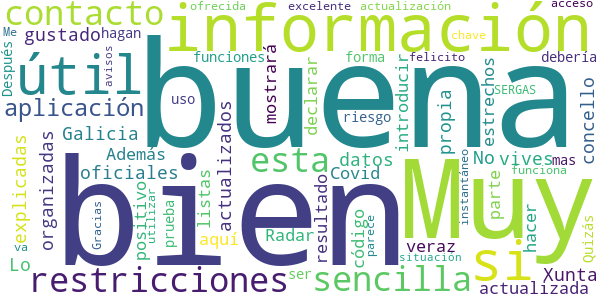 contacto
información
ofrecida
excelente
actualización
acceso
Me
gustado
hagan
avisos
Después
útil
buena
funciones
mostrará
forma
felicito
chave
debería
declarar
introducir
propia
estrechos
SERGAS
concello
aplicación
uso
riesgo
Galicia
Además
oficiales
organizadas
explicadas
actualizados
esta
datos
No
vives
mas
Covid
Muy
bien
positivo
utilizar
prueba
listas
aquí
Radar
resultado
código
parece
veraz
parte
instantáneo
funciona
hacer
Quizás
Gracias
Lo
va
restricciones
ser
sencilla
situación
si
Xunta
actualizada